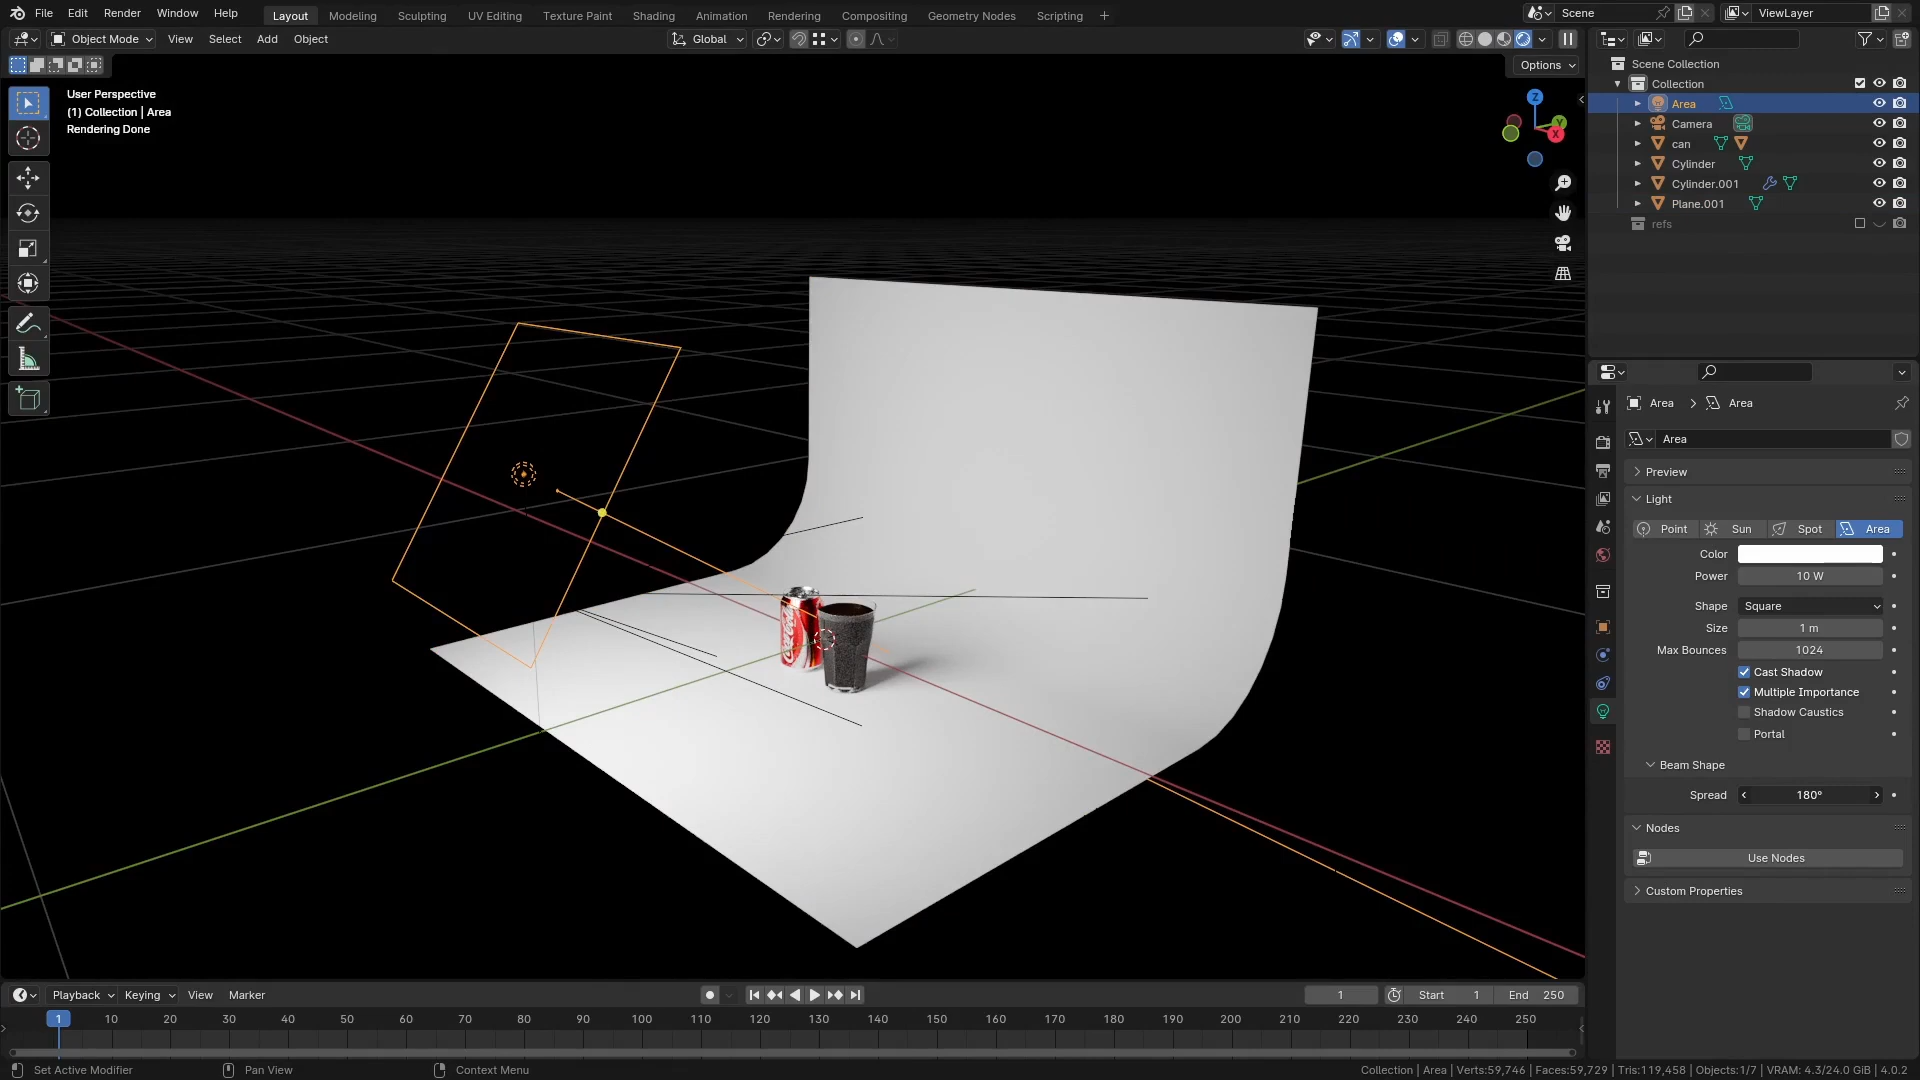 File Edit Render Window Help Layout Modeling Sculpting UV Editing Texture Paint Shading Animation Rendering Compositing Geometry Nodes Scripting + Scene ViewLayer
Object Mode View Select Add Object Global
Options
User Perspective
(1) Collection | Area
Rendering Done
Z
Y
X
Coca-Cola
Scene Collection
Collection
Area
Camera
can
Cylinder
Cylinder.001
Plane.001
refs
Area > Area
Area
Preview
Light
Point Sun Spot Area
Color
Power 10 W
Shape Square
Size 1 m
Max Bounces 1024
Cast Shadow
Multiple Importance
Shadow Caustics
Portal
Beam Shape
Spread 180°
Nodes
Use Nodes
Custom Properties
Playback Keying View Marker 1 Start 1 End 250
1 10 20 30 40 50 60 70 80 90 100 110 120 130 140 150 160 170 180 190 200 210 220 230 240 250
Set Active Modifier Pan View Context Menu Collection | Area | Verts:59,746 | Faces:59,729 | Tris:119,458 | Objects:1/7 | VRAM: 4.3/24.0 GiB | 4.0.2